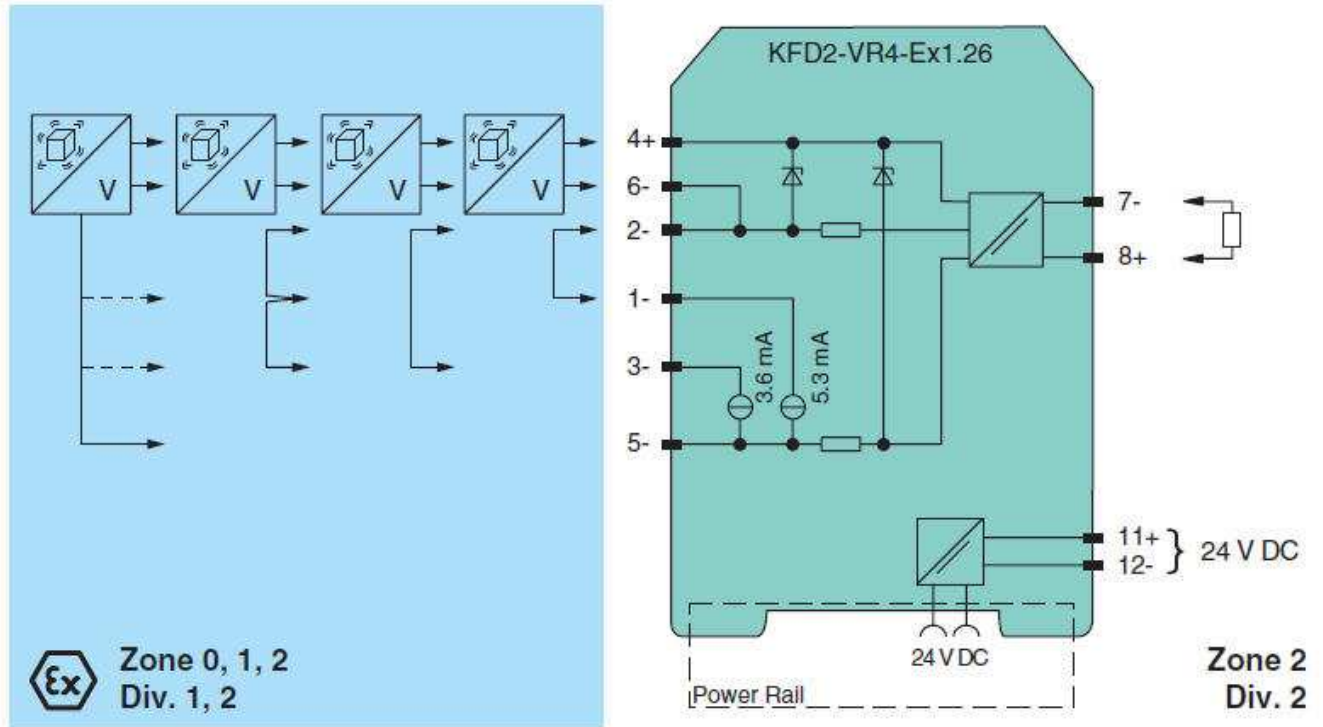 KFD2-VR4-Ex1.26
V
V
V
V
4+
6-
2-
1-
3-
5-
3.6 mA
5.3 mA
7-
8+
11+
12-
24 V DC
24 V DC
Power Rail
Ex
Zone 0, 1, 2
Div. 1, 2
Zone 2
Div. 2